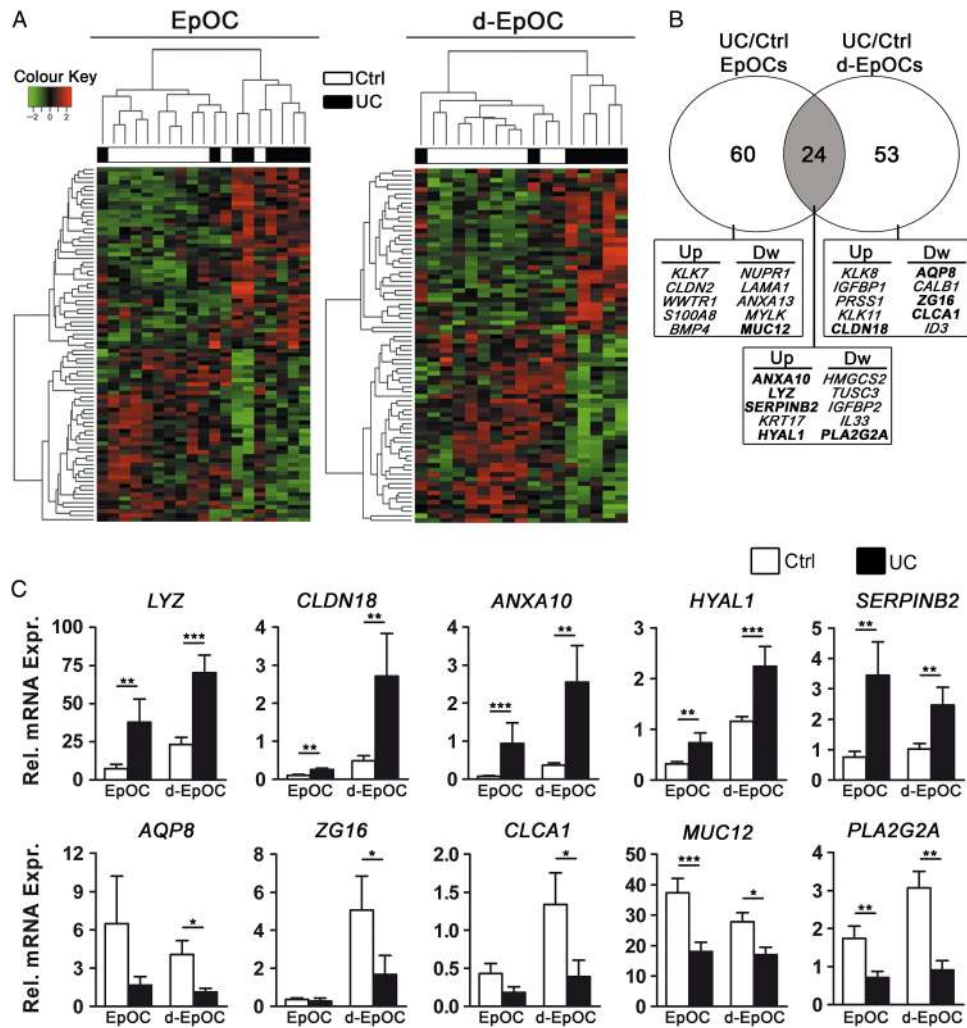 A
EpOC
d-EpOC
Colour Key
−2 0 2
Ctrl
UC
B
UC/Ctrl
EpOCs
UC/Ctrl
d-EpOCs
60
24
53
Up Dw
KLK7 NUPR1
CLDN2 LAMA1
WWTR1 ANXA13
S100A8 MYLK
BMP4 MUC12
Up Dw
KLK8 AQP8
IGFBP1 CALB1
PRSS1 ZG16
KLK11 CLCA1
CLDN18 ID3
Up Dw
ANXA10 HMGCS2
LYZ TUSC3
SERPINB2 IGFBP2
KRT17 IL33
HYAL1 PLA2G2A
Ctrl
UC
C
LYZ
Rel. mRNA Expr.
100
75
50
25
0
**
***
EpOC d-EpOC
CLDN18
4
3
2
1
0
**
**
EpOC d-EpOC
ANXA10
4
3
2
1
0
***
**
EpOC d-EpOC
HYAL1
3
2
1
0
**
***
EpOC d-EpOC
SERPINB2
5
4
3
2
1
0
**
**
EpOC d-EpOC
AQP8
Rel. mRNA Expr.
12
9
6
3
0
*
EpOC d-EpOC
ZG16
8
6
4
2
0
*
EpOC d-EpOC
CLCA1
2.0
1.5
1.0
0.5
0.0
*
EpOC d-EpOC
MUC12
50
40
30
20
10
0
***
*
EpOC d-EpOC
PLA2G2A
4
3
2
1
0
**
**
EpOC d-EpOC